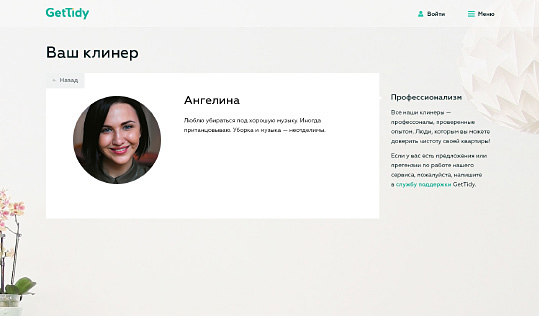 GetTidy
Войти
Меню
Ваш клинер
← Назад
Ангелина
Люблю убираться под хорошую музыку. Иногда
пританцовываю. Уборка и музыка — неотделимы.
Профессионализм
Все наши клинеры —
профессионалы, проверенные
опытом. Люди, которым вы можете
доверить чистоту своей квартиры!
Если у вас есть предложения или
претензии по работе нашего
сервиса, пожалуйста, напишите
в службу поддержки GetTidy.